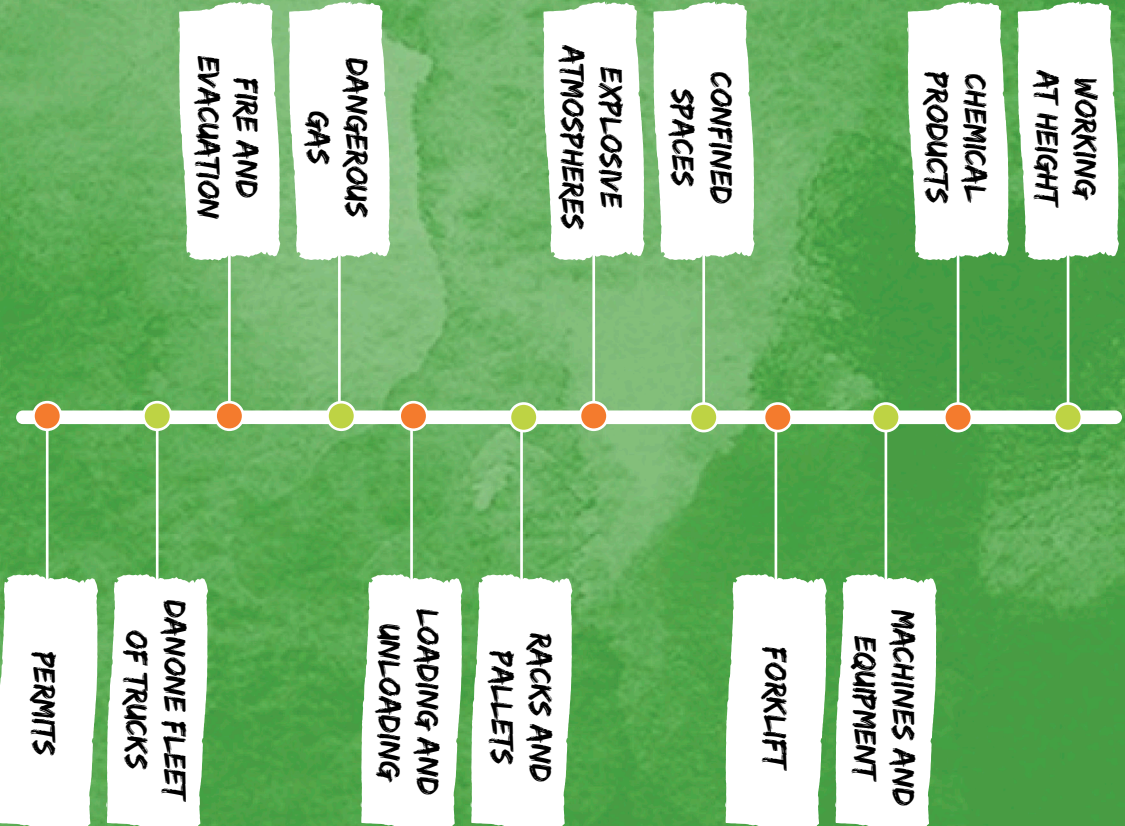 WORKING
AT HEIGHT
CHEMICAL
PRODUCTS
MACHINES AND
EQUIPMENT
FORKLIFT
CONFINED
SPACES
EXPLOSIVE
ATMOSPHERES
RACKS AND
PALLETS
LOADING AND
UNLOADING
DANGEROUS
GAS
FIRE AND
EVACUATION
DANONE FLEET
OF TRUCKS
PERMITS